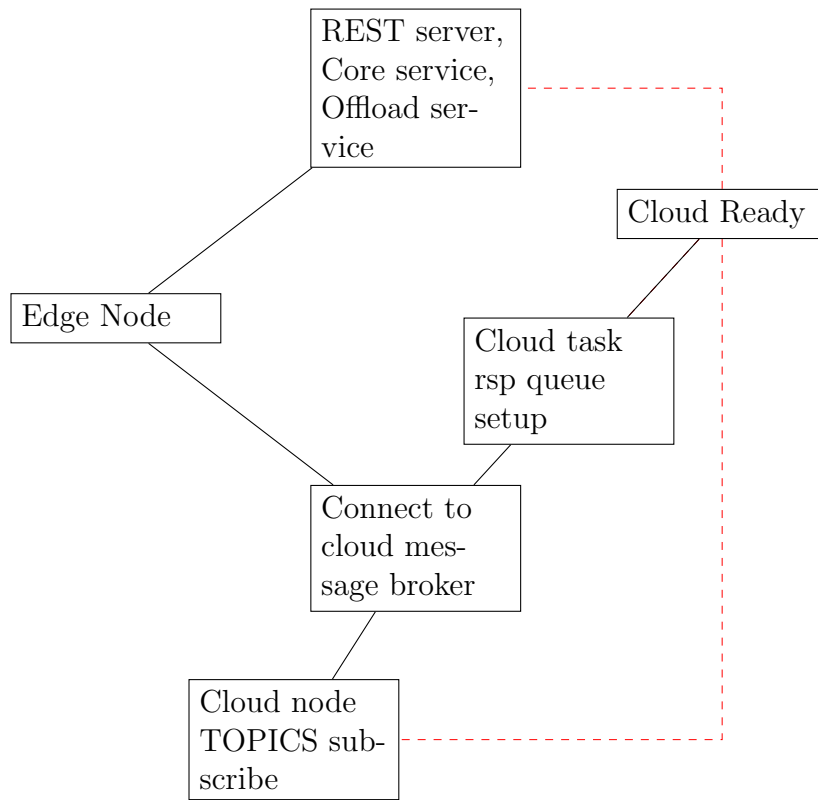 REST server,
Core service,
Offload ser-
vice
Cloud Ready
Edge Node
Cloud task
rsp queue
setup
Connect to
cloud mes-
sage broker
Cloud node
TOPICS sub-
scribe